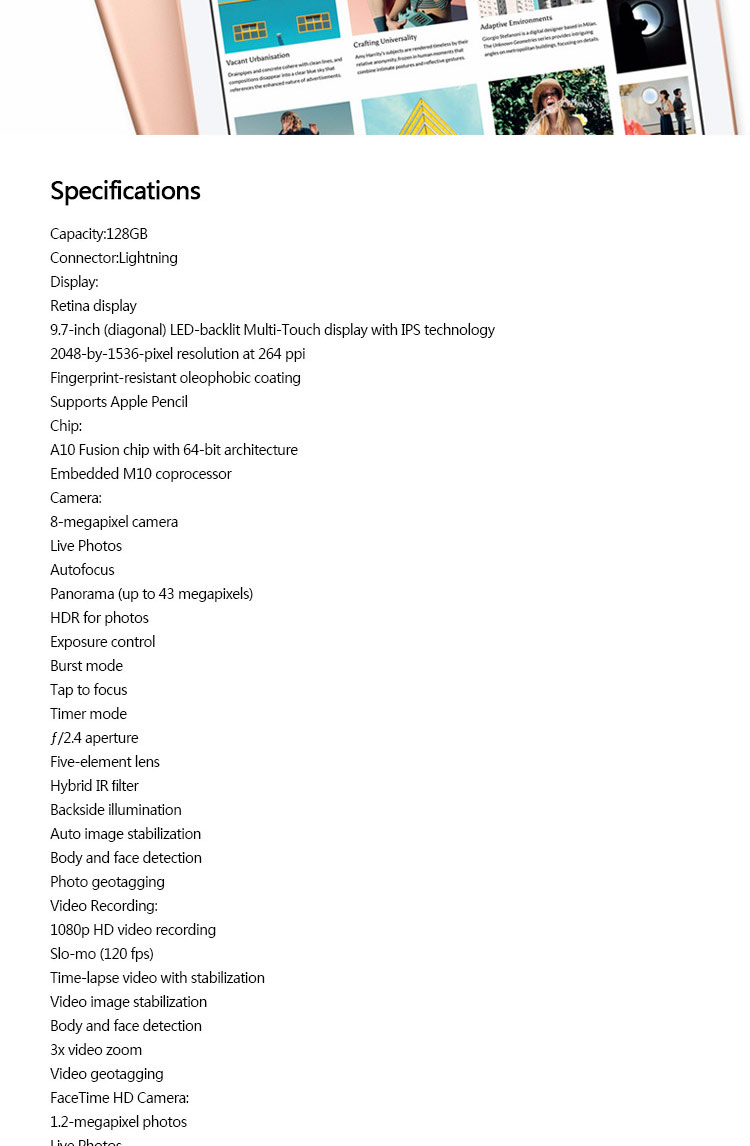 Vacant Urbanisation
Drainpipes and concrete cohere with clean lines, and
compositions disappear into a clear blue sky that
references the enhanced nature of advertisements.
Crafting Universality
Amy Harrity's subjects are rendered timeless by their
relative anonymity, frozen in human moments that
combine intimate postures and reflective gestures.
Adaptive Environments
Giorgio Stefanoni is a digital designer based in Milan.
The Unknown Geometries series provides intriguing
angles on metropolitan buildings, focusing on details.
Specifications
Capacity:128GB
Connector:Lightning
Display:
Retina display
9.7-inch (diagonal) LED-backlit Multi-Touch display with IPS technology
2048-by-1536-pixel resolution at 264 ppi
Fingerprint-resistant oleophobic coating
Supports Apple Pencil
Chip:
A10 Fusion chip with 64-bit architecture
Embedded M10 coprocessor
Camera:
8-megapixel camera
Live Photos
Autofocus
Panorama (up to 43 megapixels)
HDR for photos
Exposure control
Burst mode
Tap to focus
Timer mode
ƒ/2.4 aperture
Five-element lens
Hybrid IR filter
Backside illumination
Auto image stabilization
Body and face detection
Photo geotagging
Video Recording:
1080p HD video recording
Slo-mo (120 fps)
Time-lapse video with stabilization
Video image stabilization
Body and face detection
3x video zoom
Video geotagging
FaceTime HD Camera:
1.2-megapixel photos
Live Photos